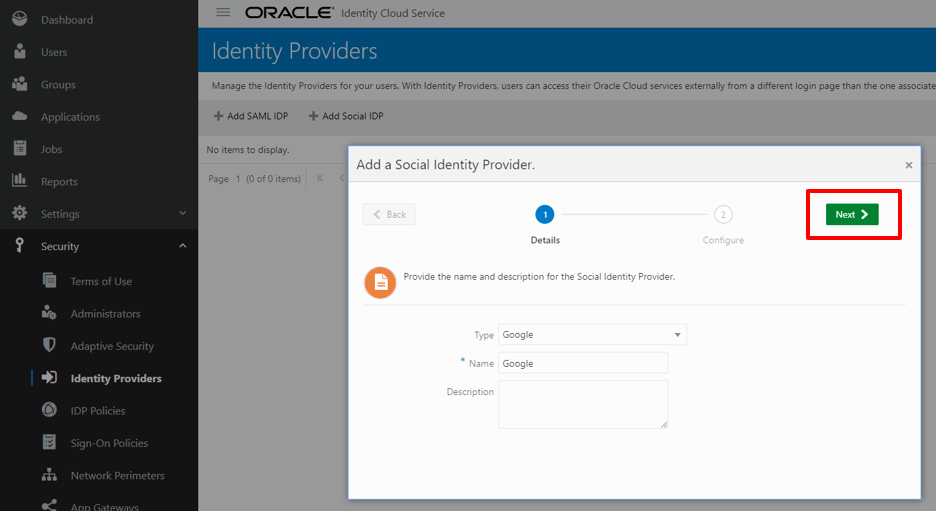 Dashboard
Users
Groups
Applications
Jobs
Reports
Settings
Security
Terms of Use
Administrators
Adaptive Security
Identity Providers
IDP Policies
Sign-On Policies
Network Perimeters
App Gateways
ORACLE® Identity Cloud Service
Identity Providers
Manage the Identity Providers for your users. With Identity Providers, users can access their Oracle Cloud services externally from a different login page than the one associate
Add SAML IDP Add Social IDP
No items to display.
Page 1 (0 of 0 items)
Add a Social Identity Provider.
Back
1
2
Next
Details
Configure
Provide the name and description for the Social Identity Provider.
Type Google
* Name Google
Description